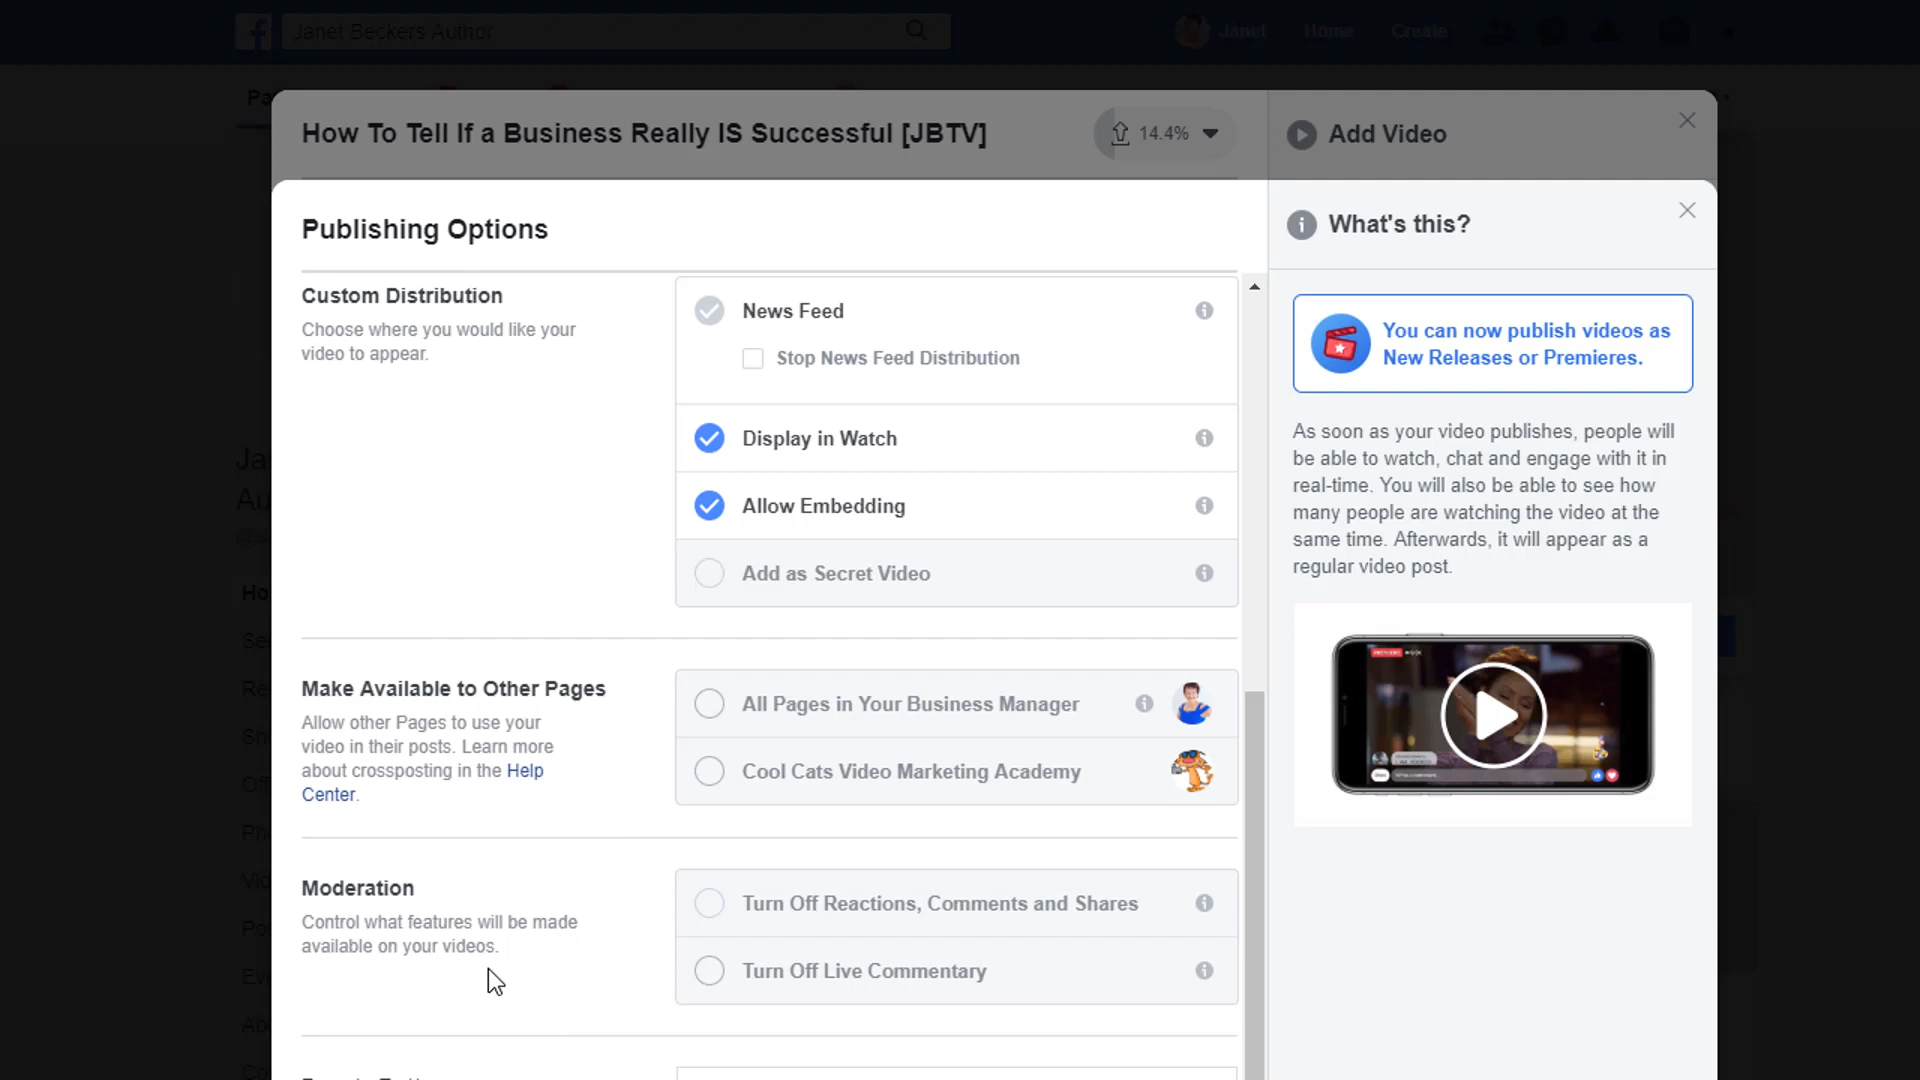 Janet Beckers Author
Janet
Home
Create
How To Tell If a Business Really IS Successful [JBTV]
14.4%
Add Video
Publishing Options
What's this?
Custom Distribution
Choose where you would like your
video to appear.
News Feed
Stop News Feed Distribution
Display in Watch
Allow Embedding
Add as Secret Video
You can now publish videos as
New Releases or Premieres.
As soon as your video publishes, people will
be able to watch, chat and engage with it in
real-time. You will also be able to see how
many people are watching the video at the
same time. Afterwards, it will appear as a
regular video post.
Make Available to Other Pages
Allow other Pages to use your
video in their posts. Learn more
about crossposting in the Help
Center.
All Pages in Your Business Manager
Cool Cats Video Marketing Academy
Moderation
Control what features will be made
available on your videos.
Turn Off Reactions, Comments and Shares
Turn Off Live Commentary